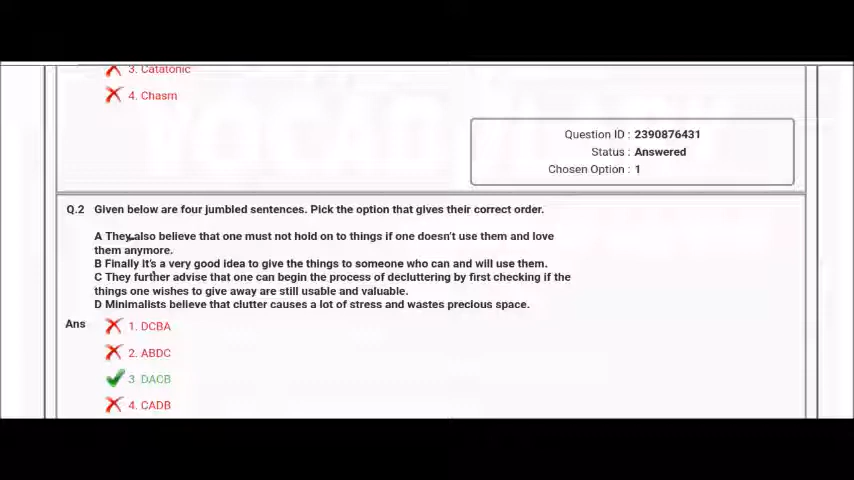 3. Catatonic
4. Chasm
Question ID : 2390876431
Status : Answered
Chosen Option : 1
Q.2 Given below are four jumbled sentences. Pick the option that gives their correct order.
A They also believe that one must not hold on to things if one doesn't use them and love
them anymore.
B Finally it's a very good idea to give the things to someone who can and will use them.
C They further advise that one can begin the process of decluttering by first checking if the
things one wishes to give away are still usable and valuable.
D Minimalists believe that clutter causes a lot of stress and wastes precious space.
Ans
1. DCBA
2. ABDC
3. DACB
4. CADB